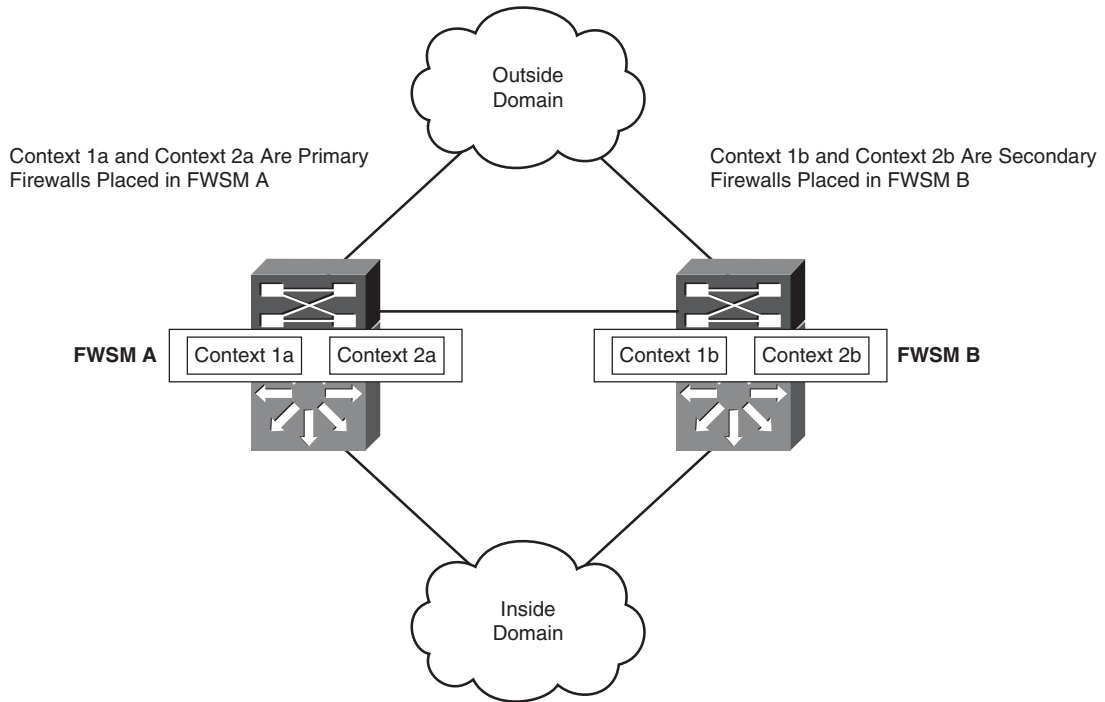 Outside
Domain
Context 1a and Context 2a Are Primary
Firewalls Placed in FWSM A
Context 1b and Context 2b Are Secondary
Firewalls Placed in FWSM B
FWSM A
Context 1a
Context 2a
Context 1b
Context 2b
FWSM B
Inside
Domain